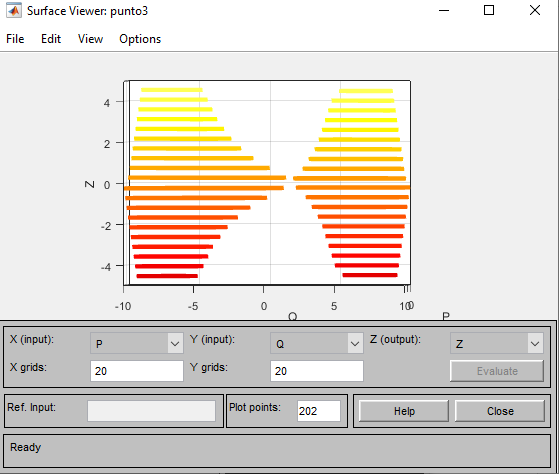 Surface Viewer: punto3
File Edit View Options
4
2
0
-2
-4
Z
-10 -5 0 5 10
Q P
X (input): P Y (input): Q Z (output): Z
X grids: 20 Y grids: 20 Evaluate
Ref. Input: Plot points: 202 Help Close
Ready